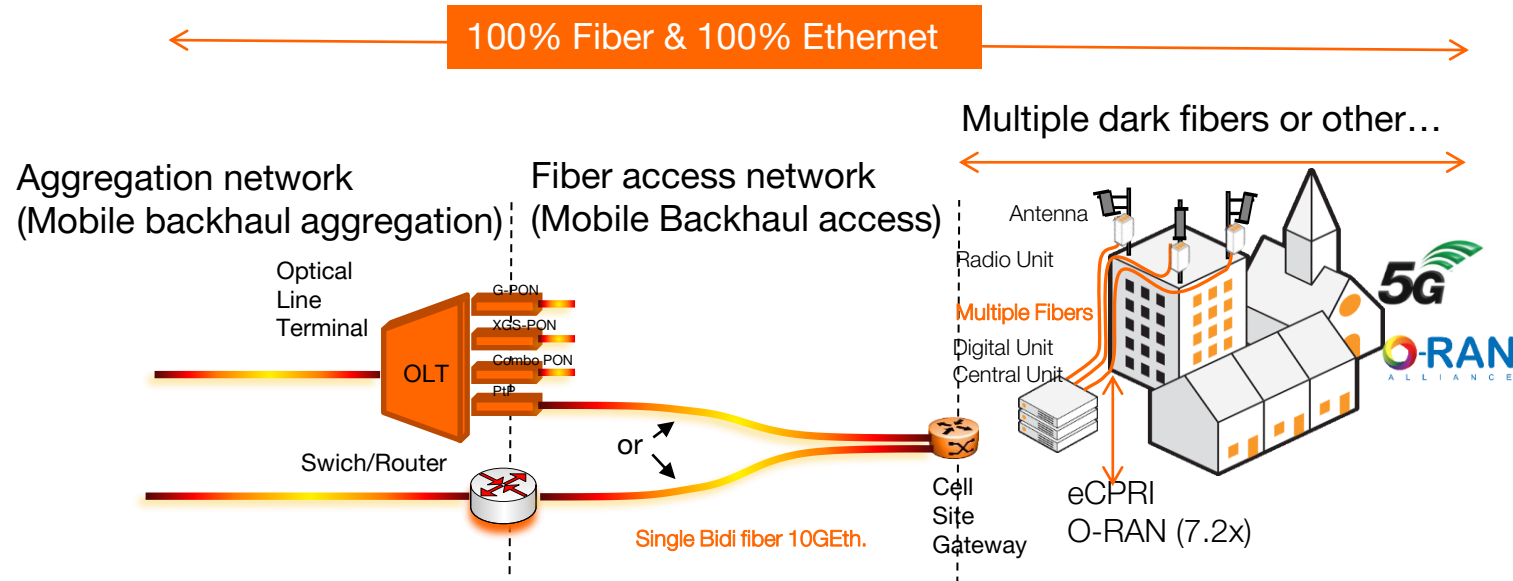 100% Fiber & 100% Ethernet
Multiple dark fibers or other…
Aggregation network
(Mobile backhaul aggregation)
Fiber access network
(Mobile Backhaul access)
Antenna
Radio Unit
Multiple Fibers
Digital Unit
Central Unit
5G
O-RAN
ALLIANCE
Optical
Line
Terminal
G-PON
XGS-PON
Combo PON
PtP
OLT
or
Swich/Router
Single Bidi fiber 10GEth.
Cell
Site
Gateway
eCPRI
O-RAN (7.2x)